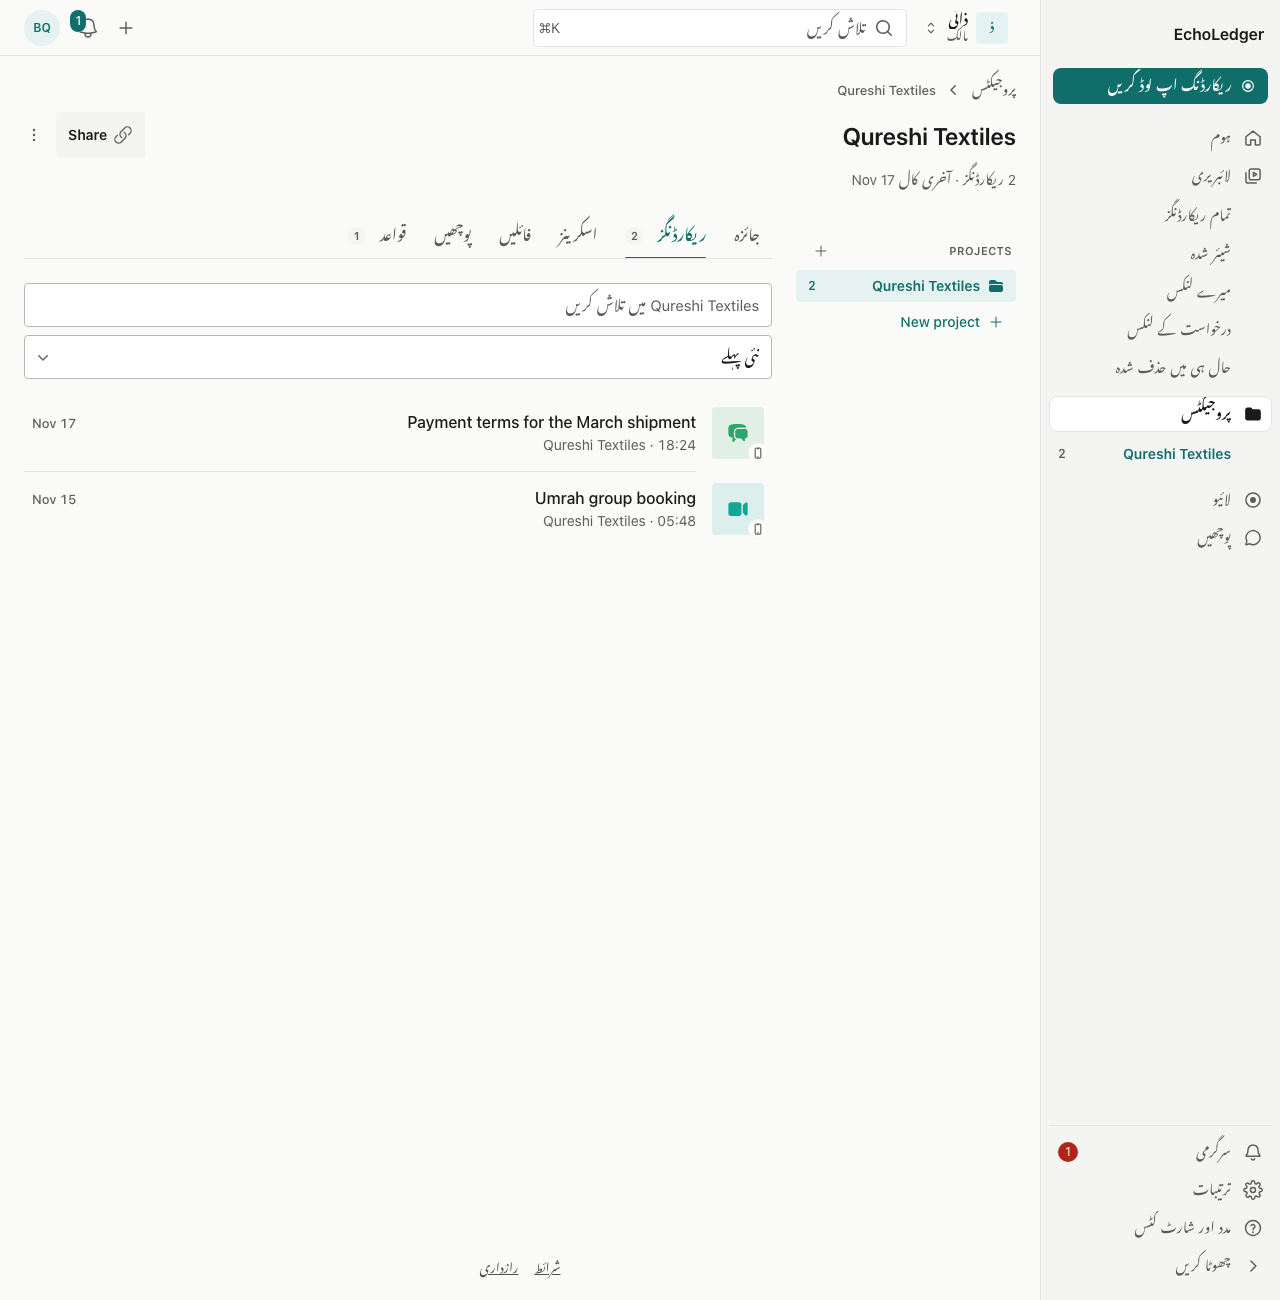 EchoLedger
ریکارڈنگ اپ لوڈ کریں
ہوم
لائبریری
تمام ریکارڈنگز
شیئر شدہ
میرے لنکس
درخواست کے لنکس
حال ہی میں حذف شدہ
پروجیکٹس
Qureshi Textiles 2
لائیو
پوچھیں
سرگرمی 1
ترتیبات
مدد اور شارٹ کٹس
چھوٹا کریں
ذ
ذاتی
مالک
تلاش کریں ⌘K
1
BQ
پروجیکٹس
Qureshi Textiles
Qureshi Textiles
Share
2 ریکارڈنگز · آخری کال Nov 17
PROJECTS
Qureshi Textiles 2
New project
جائزہ ریکارڈنگز 2 اسکرینز فائلیں پوچھیں قواعد 1
Qureshi Textiles میں تلاش کریں
نئی پہلے
Payment terms for the March shipment Nov 17
Qureshi Textiles · 18:24
Umrah group booking Nov 15
Qureshi Textiles · 05:48
شرائط رازداری